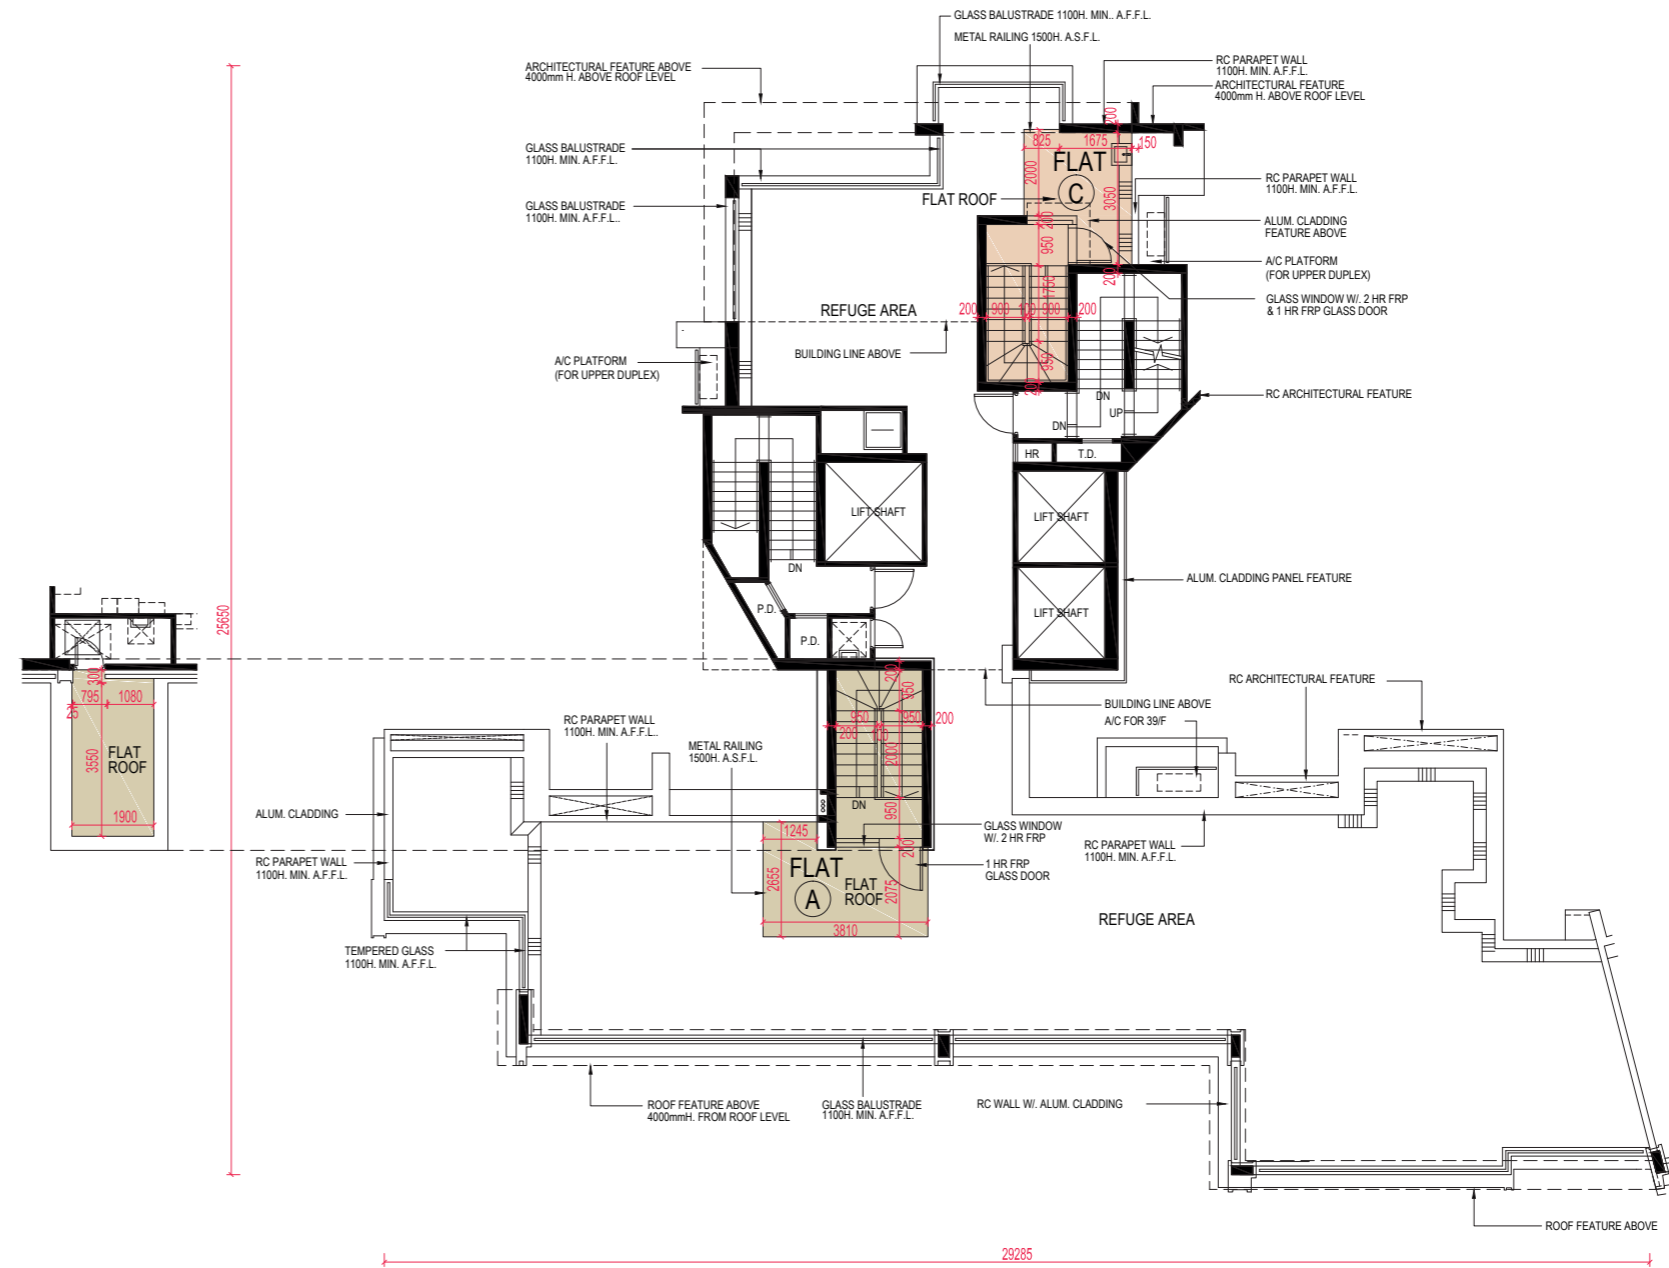 GLASS BALUSTRADE 1100H. MIN.. A.F.F.L.
METAL RAILING 1500H. A.S.F.L.
ARCHITECTURAL FEATURE ABOVE
4000mm H. ABOVE ROOF LEVEL
RC PARAPET WALL
1100H. MIN. A.F.F.L.
ARCHITECTURAL FEATURE
4000mm H. ABOVE ROOF LEVEL
200
825
1675
150
GLASS BALUSTRADE
1100H. MIN. A.F.F.L.
FLAT
C
2000
3050
RC PARAPET WALL
1100H. MIN. A.F.F.L.
FLAT ROOF
GLASS BALUSTRADE
1100H. MIN. A.F.F.L..
ALUM. CLADDING
FEATURE ABOVE
200
950
A/C PLATFORM
(FOR UPPER DUPLEX)
200
1750
GLASS WINDOW W/. 2 HR FRP
& 1 HR FRP GLASS DOOR
REFUGE AREA
200
900
100
900
200
BUILDING LINE ABOVE
A/C PLATFORM
(FOR UPPER DUPLEX)
950
200
RC ARCHITECTURAL FEATURE
DN
UP
DN
HR
T.D.
LIFT SHAFT
LIFT SHAFT
DN
ALUM. CLADDING PANEL FEATURE
P.D.
P.D.
LIFT SHAFT
25650
300
795
1080
3550
FLAT
ROOF
1900
200
950
950
950
200
200
100
2000
DN
950
200
RC ARCHITECTURAL FEATURE
BUILDING LINE ABOVE
A/C FOR 39/F
RC PARAPET WALL
1100H. MIN. A.F.F.L..
METAL RAILING
1500H. A.S.F.L.
ALUM. CLADDING
GLASS WINDOW
W/. 2 HR FRP
1245
RC PARAPET WALL
1100H. MIN. A.F.F.L.
RC PARAPET WALL
1100H. MIN. A.F.F.L.
1 HR FRP
GLASS DOOR
FLAT
A
FLAT
ROOF
2655
2075
3810
REFUGE AREA
TEMPERED GLASS
1100H. MIN. A.F.F.L.
ROOF FEATURE ABOVE
4000mmH. FROM ROOF LEVEL
GLASS BALUSTRADE
1100H. MIN. A.F.F.L.
RC WALL W/. ALUM. CLADDING
ROOF FEATURE ABOVE
29285